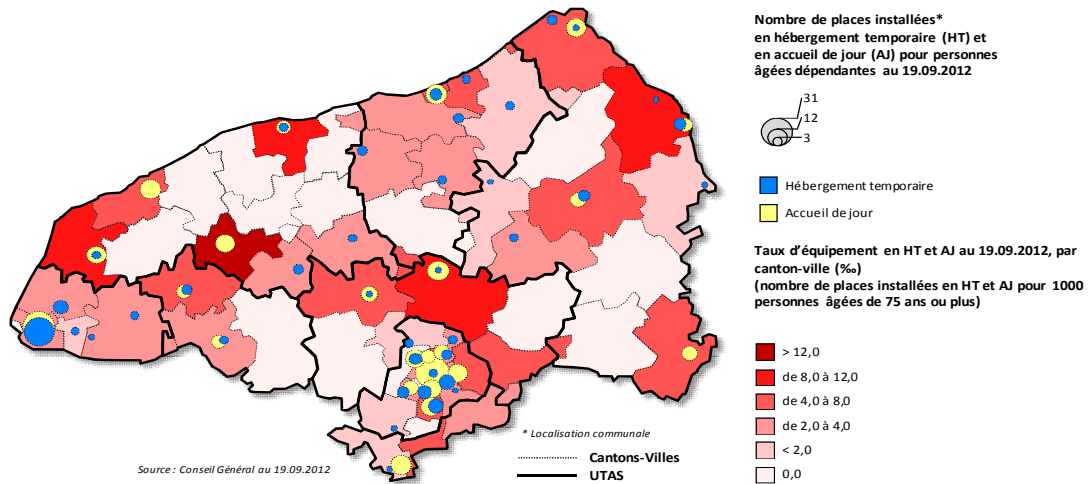 Nombre de places installées*
en hébergement temporaire (HT) et
en accueil de jour (AJ) pour personnes
âgées dépendantes au 19.09.2012
31
12
3
Hébergement temporaire
Accueil de jour
Taux d'équipement en HT et AJ au 19.09.2012, par
canton-ville (‰)
(nombre de places installées en HT et AJ pour 1000
personnes âgées de 75 ans ou plus)
> 12,0
de 8,0 à 12,0
de 4,0 à 8,0
de 2,0 à 4,0
< 2,0
0,0
* Localisation communale
Cantons-Villes
UTAS
Source : Conseil Général au 19.09.2012